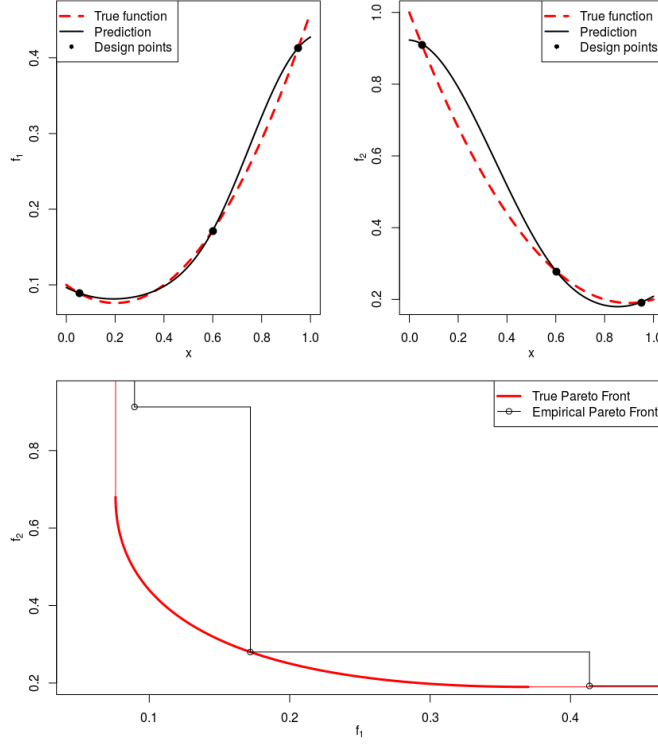 True function
Prediction
Design points
f1
0.1 0.2 0.3 0.4
0.0 0.2 0.4 0.6 0.8 1.0
x
True function
Prediction
Design points
f2
0.2 0.4 0.6 0.8 1.0
0.0 0.2 0.4 0.6 0.8 1.0
x
True Pareto Front
Empirical Pareto Front
f2
0.2 0.4 0.6 0.8
0.1 0.2 0.3 0.4
f1